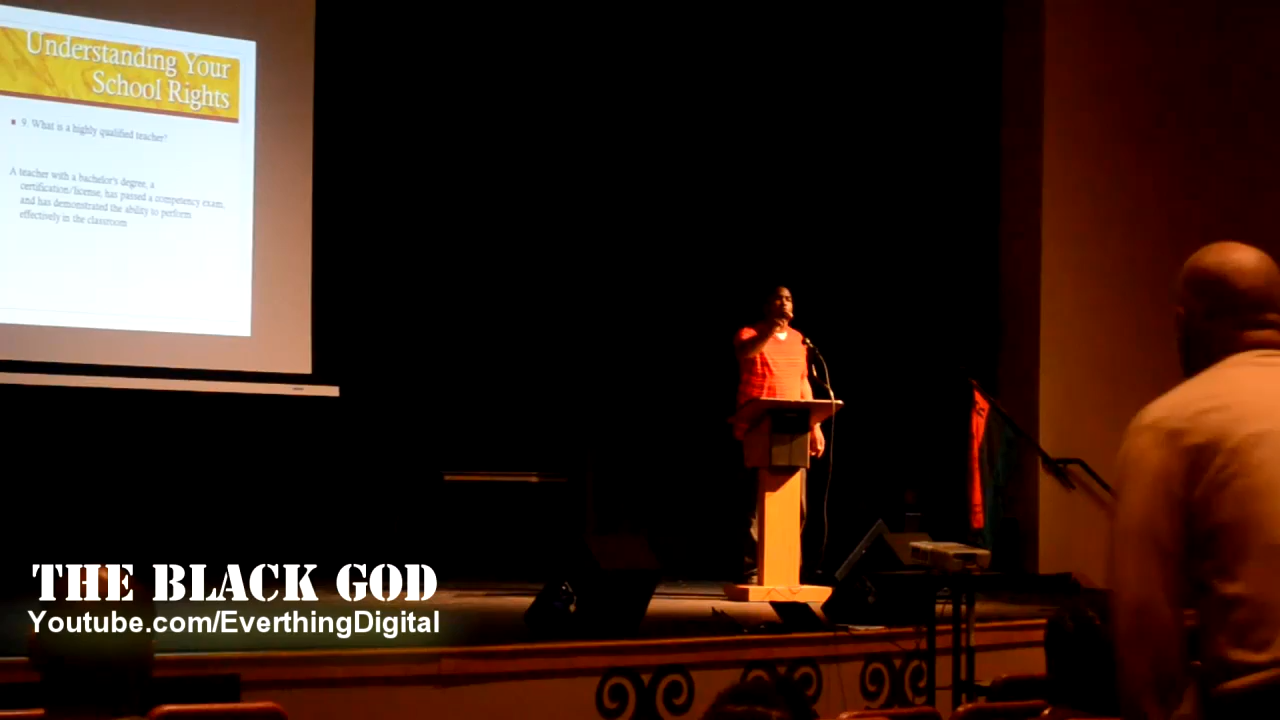 Understanding Your
School Rights
9. What is a highly qualified teacher?
A teacher with a bachelor's degree, a
certification/license, has passed a competency exam,
and has demonstrated the ability to perform
effectively in the classroom
THE BLACK GOD
Youtube.com/EverthingDigital